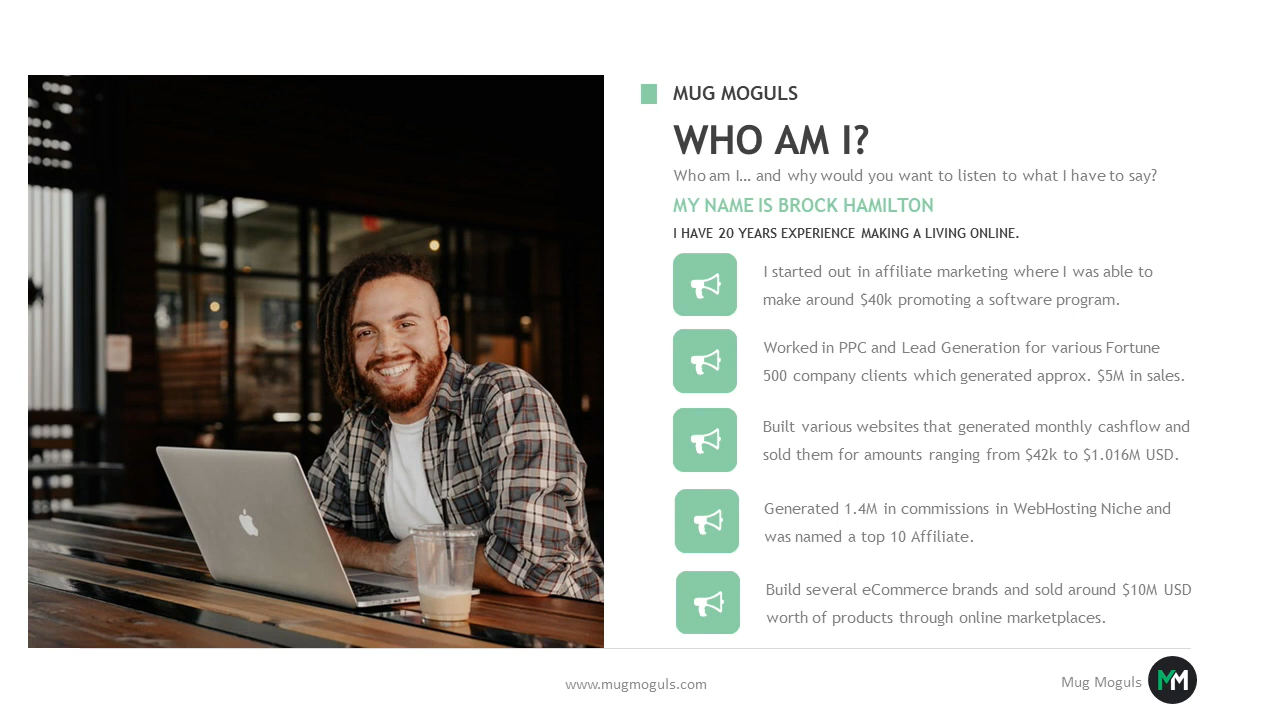 MUG MOGULS
WHO AM I?
Who am I... and why would you want to listen to what I have to say?
MY NAME IS BROCK HAMILTON
I HAVE 20 YEARS EXPERIENCE MAKING A LIVING ONLINE.
I started out in affiliate marketing where I was able to
make around $40k promoting a software program.
Worked in PPC and Lead Generation for various Fortune
500 company clients which generated approx. $5M in sales.
Built various websites that generated monthly cashflow and
sold them for amounts ranging from $42k to $1.016M USD.
Generated 1.4M in commissions in WebHosting Niche and
was named a top 10 Affiliate.
Build several eCommerce brands and sold around $10M USD
worth of products through online marketplaces.
www.mugmoguls.com
Mug Moguls
MM